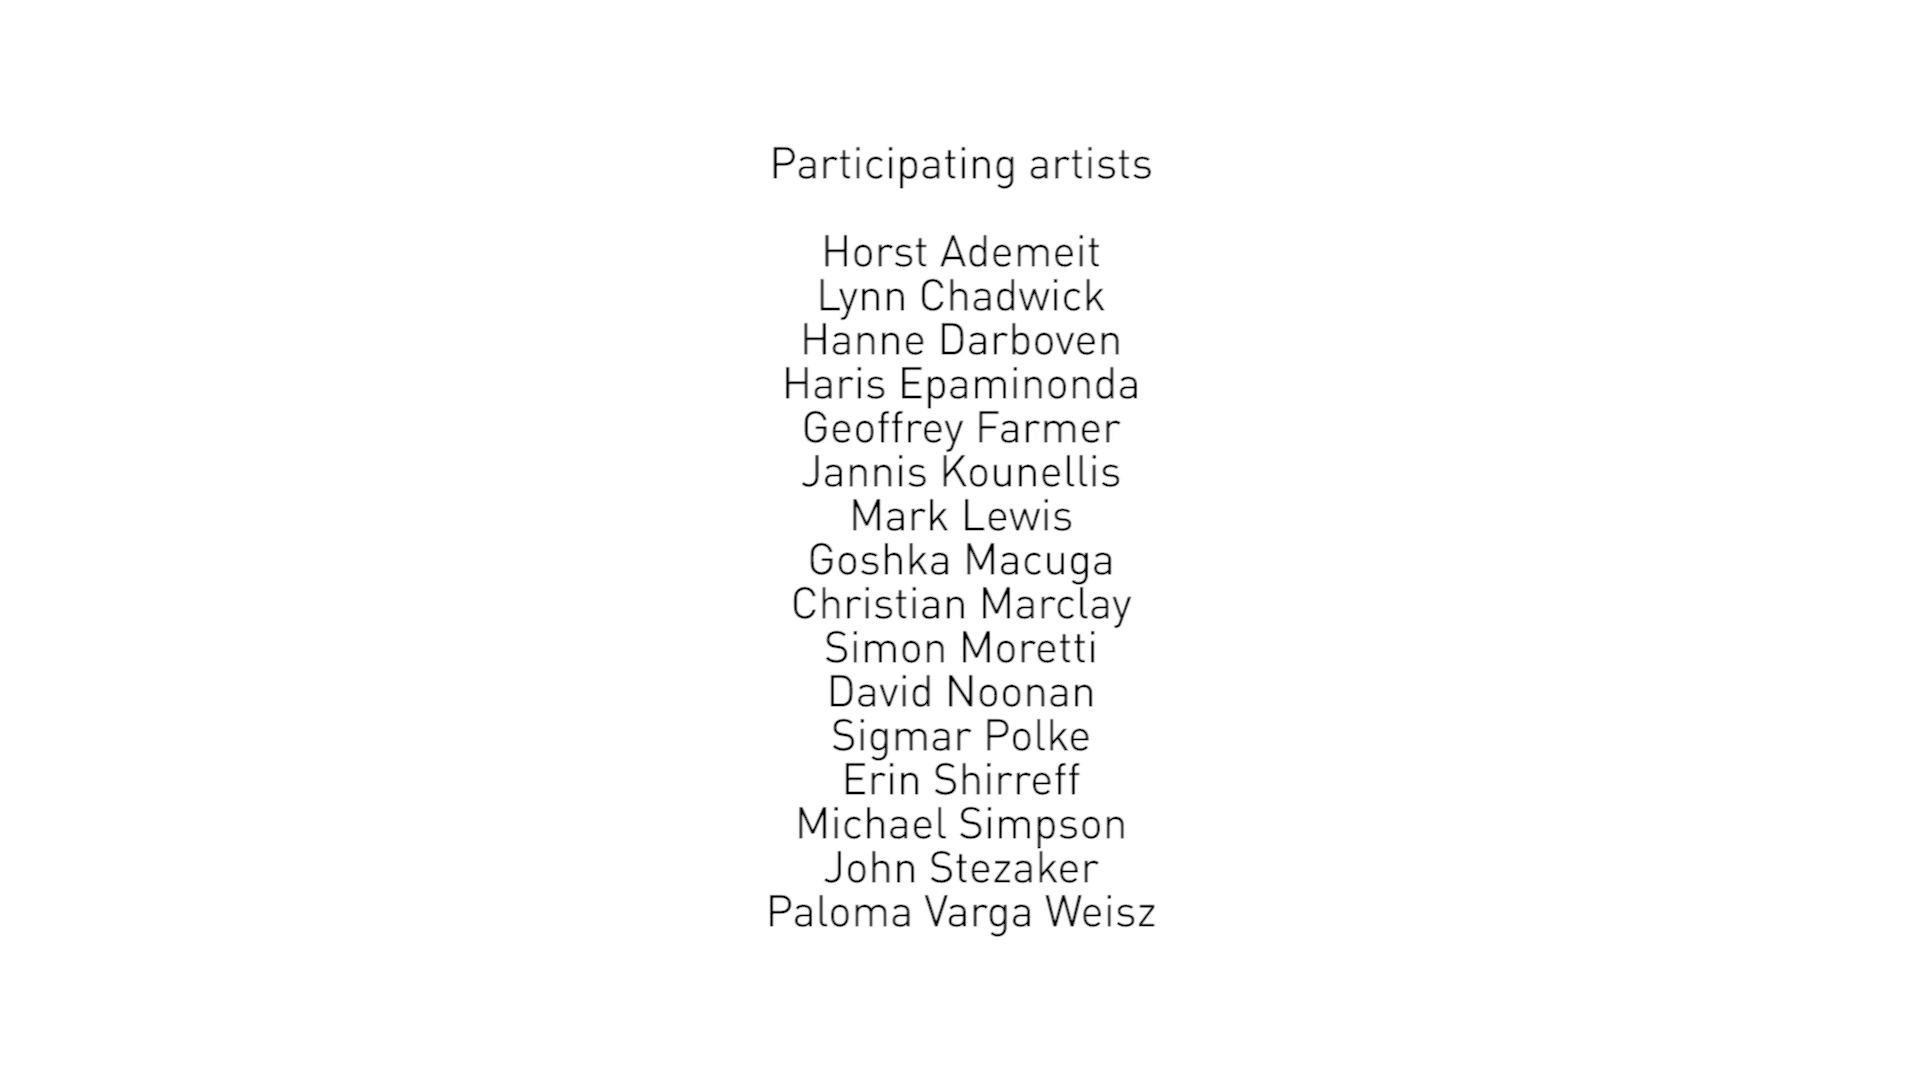 Participating artists
Horst Ademeit
Lynn Chadwick
Hanne Darboven
Haris Epaminonda
Geoffrey Farmer
Jannis Kounellis
Mark Lewis
Goshka Macuga
Christian Marclay
Simon Moretti
David Noonan
Sigmar Polke
Erin Shirreff
Michael Simpson
John Stezaker
Paloma Varga Weisz